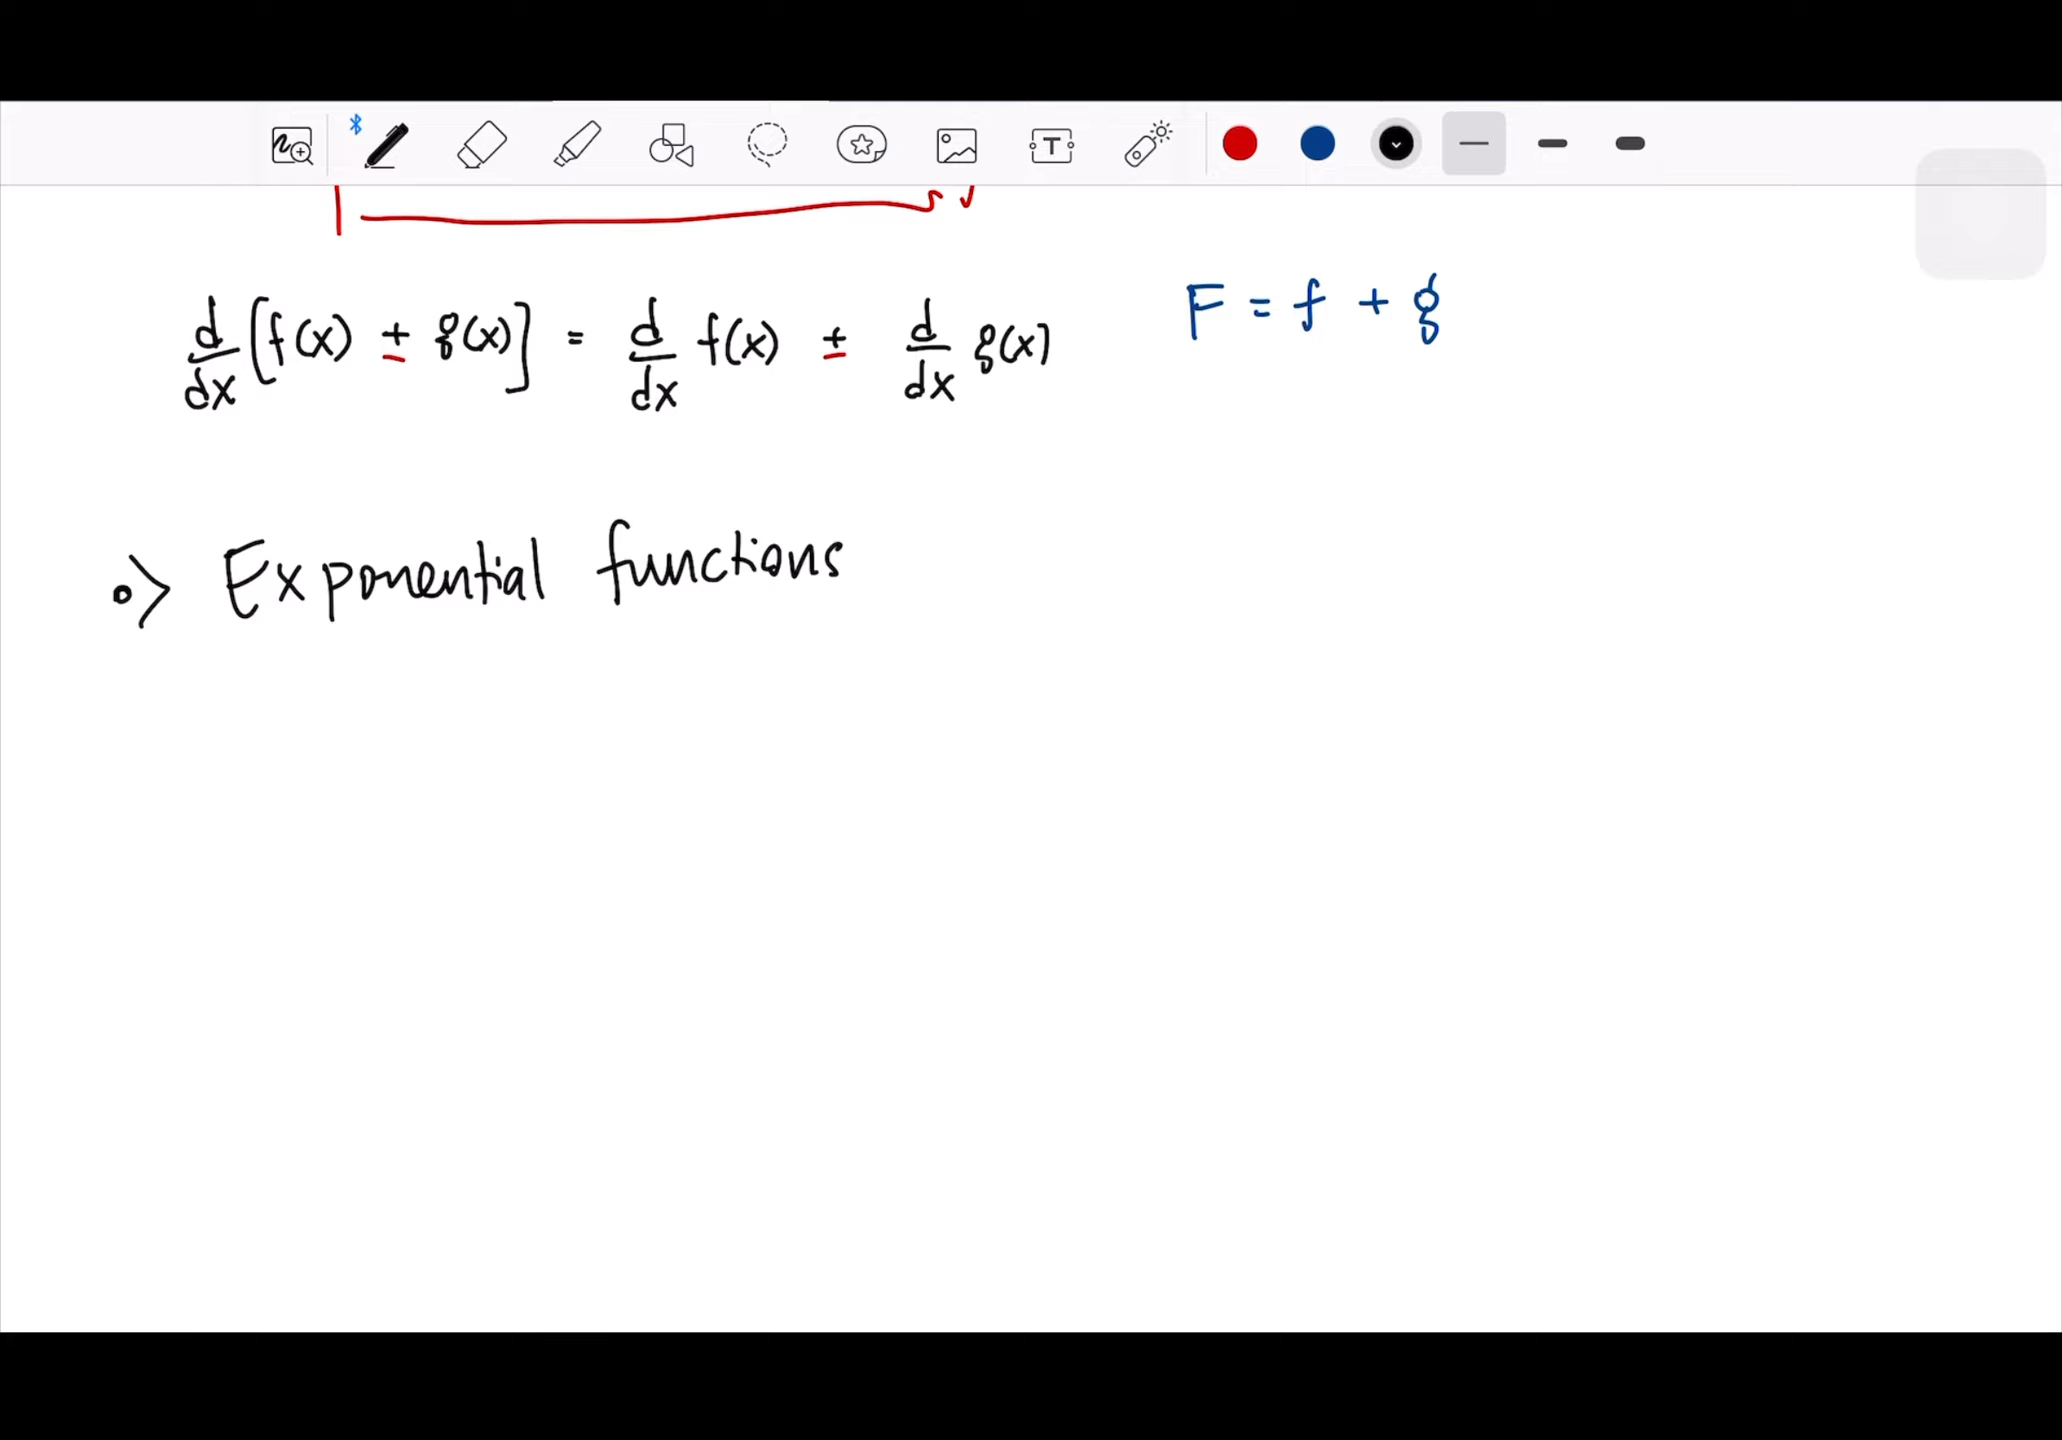 d/dx [f(x) ± g(x)] = d/dx f(x) ± d/dx g(x)
F = f + g
•> Exponential functions